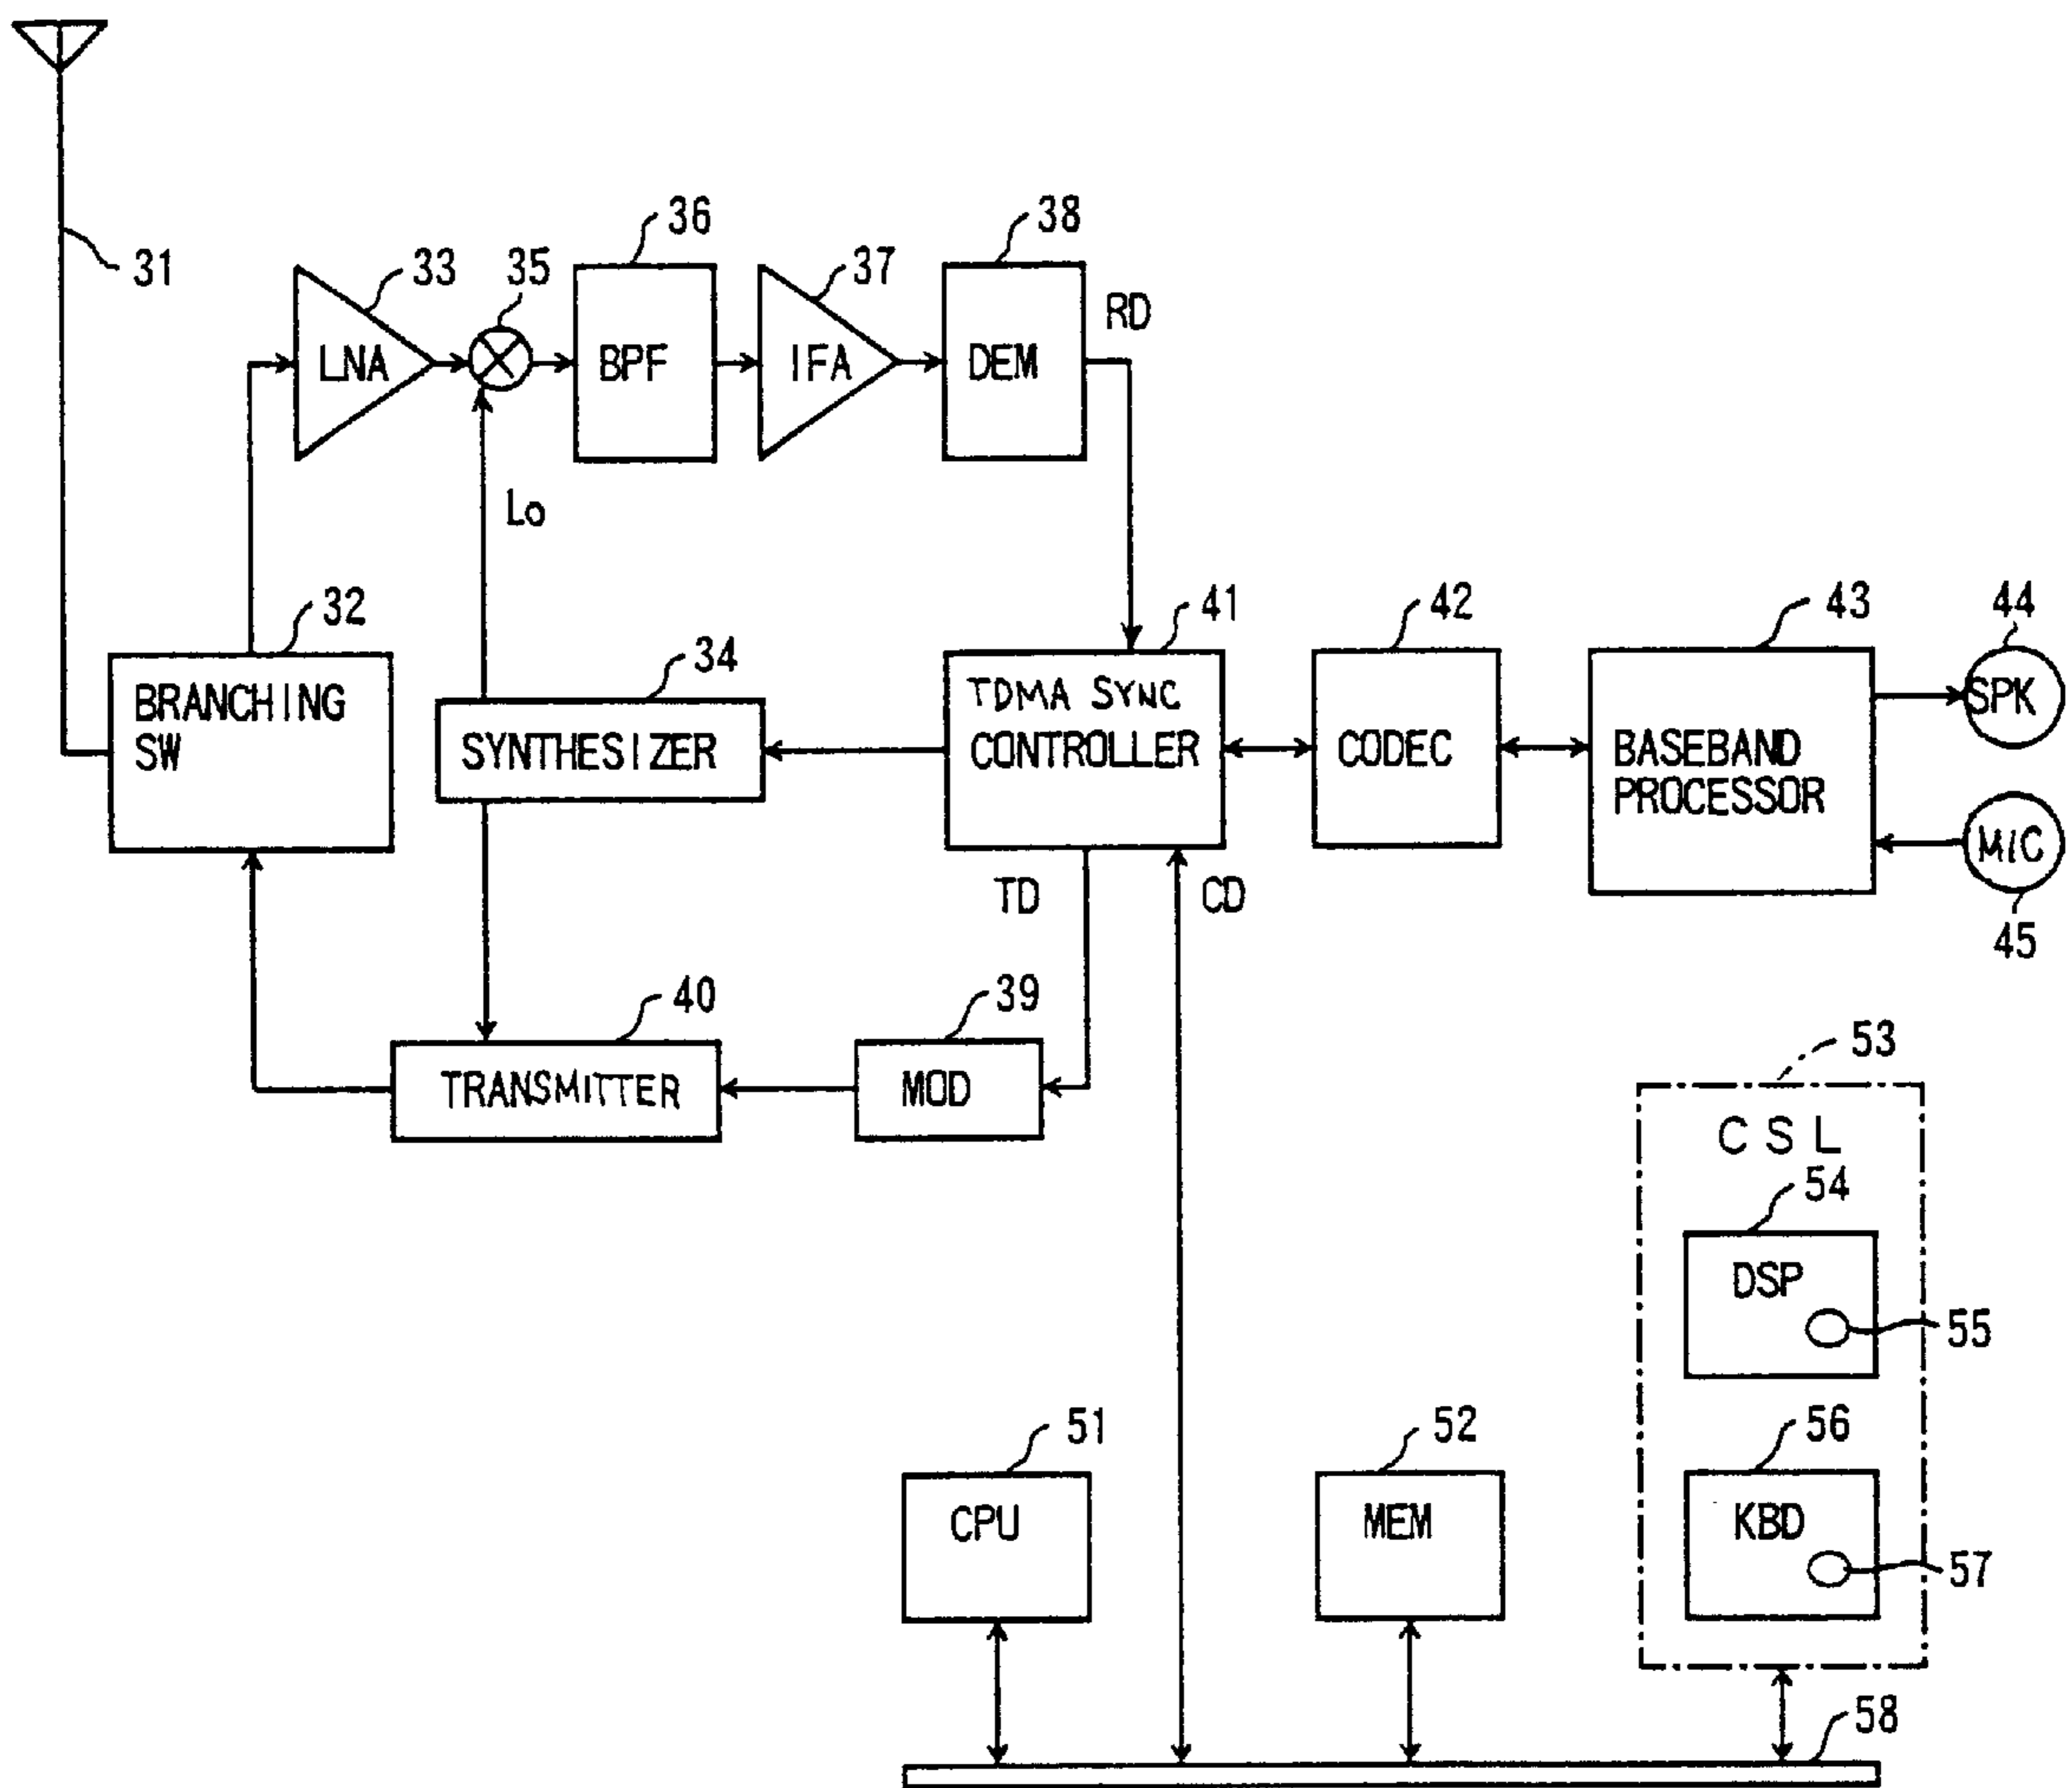 36
38
31
33
35
37
RD
LNA
BPF
IFA
DEM
Lo
32
34
41
42
43
44
BRANCHING
SW
SYNTHESIZER
TDMA SYNC
CONTROLLER
CODEC
BASEBAND
PROCESSOR
SPK
MIC
TD
CD
45
40
39
TRANSMITTER
MOD
53
CSL
54
DSP
55
51
52
56
CPU
MEM
KBD
57
58